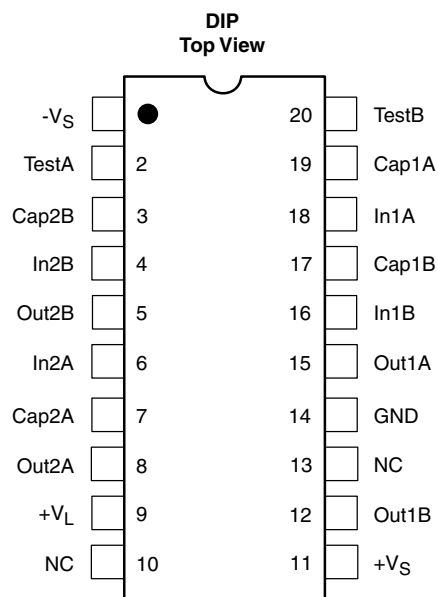 DIP
Top View
-VS 20 TestB
TestA 2 19 Cap1A
Cap2B 3 18 In1A
In2B 4 17 Cap1B
Out2B 5 16 In1B
In2A 6 15 Out1A
Cap2A 7 14 GND
Out2A 8 13 NC
+VL 9 12 Out1B
NC 10 11 +VS